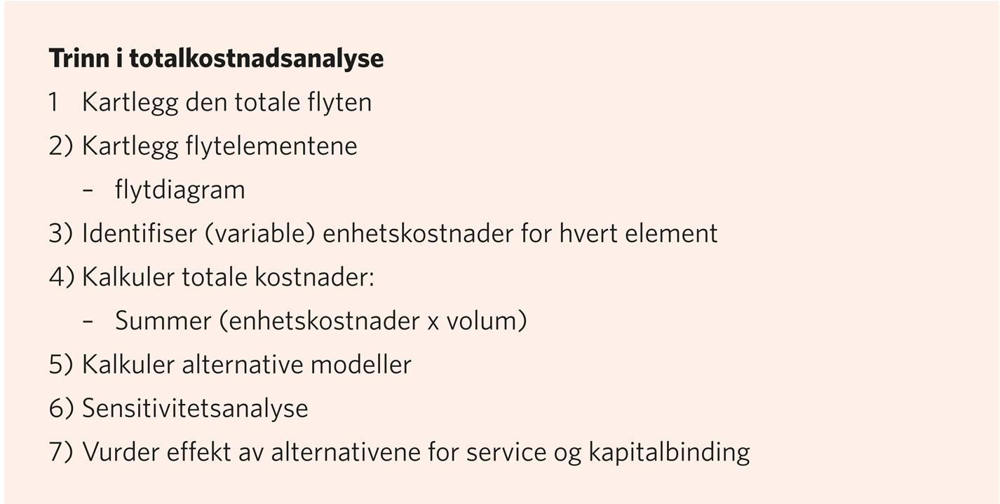 Trinn i totalkostnadsanalyse
1 Kartlegg den totale flyten
2) Kartlegg flytelementene
– flytdiagram
3) Identifiser (variable) enhetskostnader for hvert element
4) Kalkuler totale kostnader:
– Summer (enhetskostnader x volum)
5) Kalkuler alternative modeller
6) Sensitivitetsanalyse
7) Vurder effekt av alternativene for service og kapitalbinding